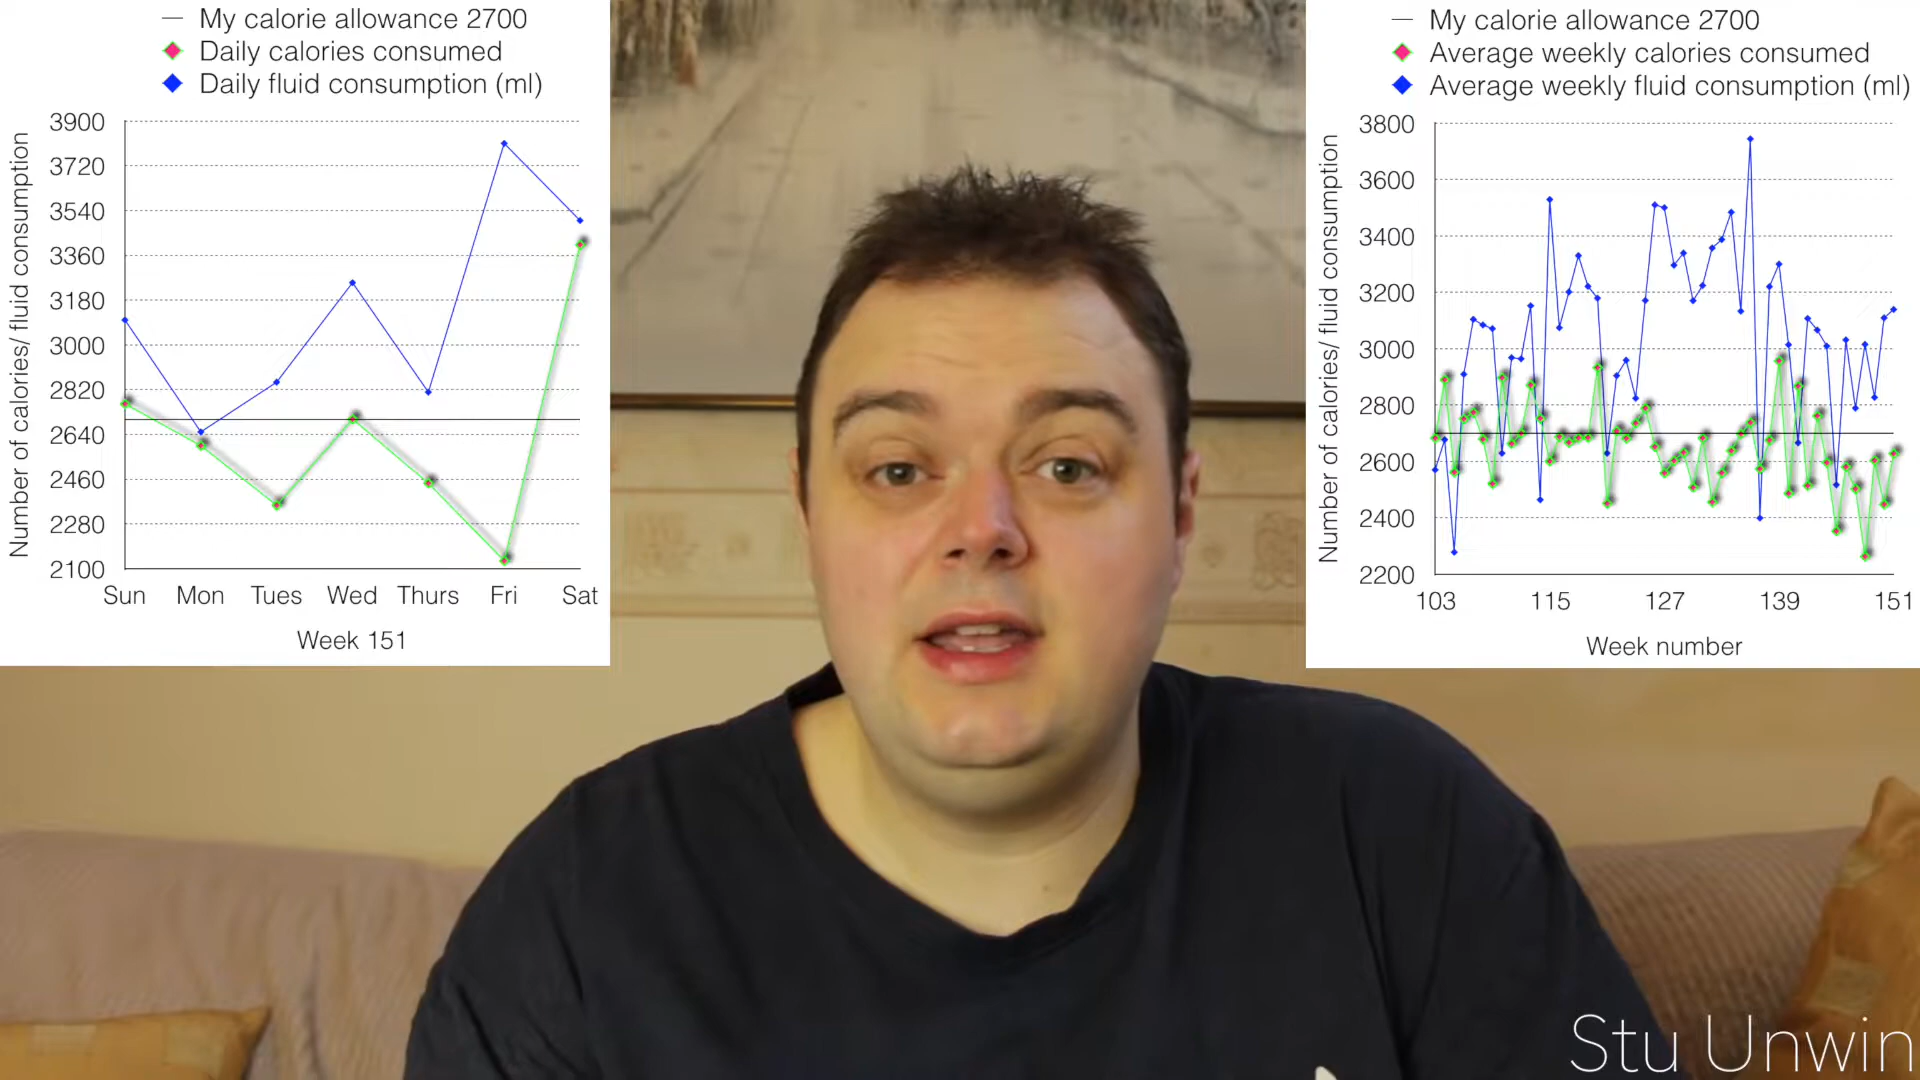 My calorie allowance 2700
Daily calories consumed
Daily fluid consumption (ml)
Number of calories/ fluid consumption
3900
3720
3540
3360
3180
3000
2820
2640
2460
2280
2100
Sun Mon Tues Wed Thurs Fri Sat
Week 151
My calorie allowance 2700
Average weekly calories consumed
Average weekly fluid consumption (ml)
Number of calories/ fluid consumption
3800
3600
3400
3200
3000
2800
2600
2400
2200
103 115 127 139 151
Week number
Stu Unwin